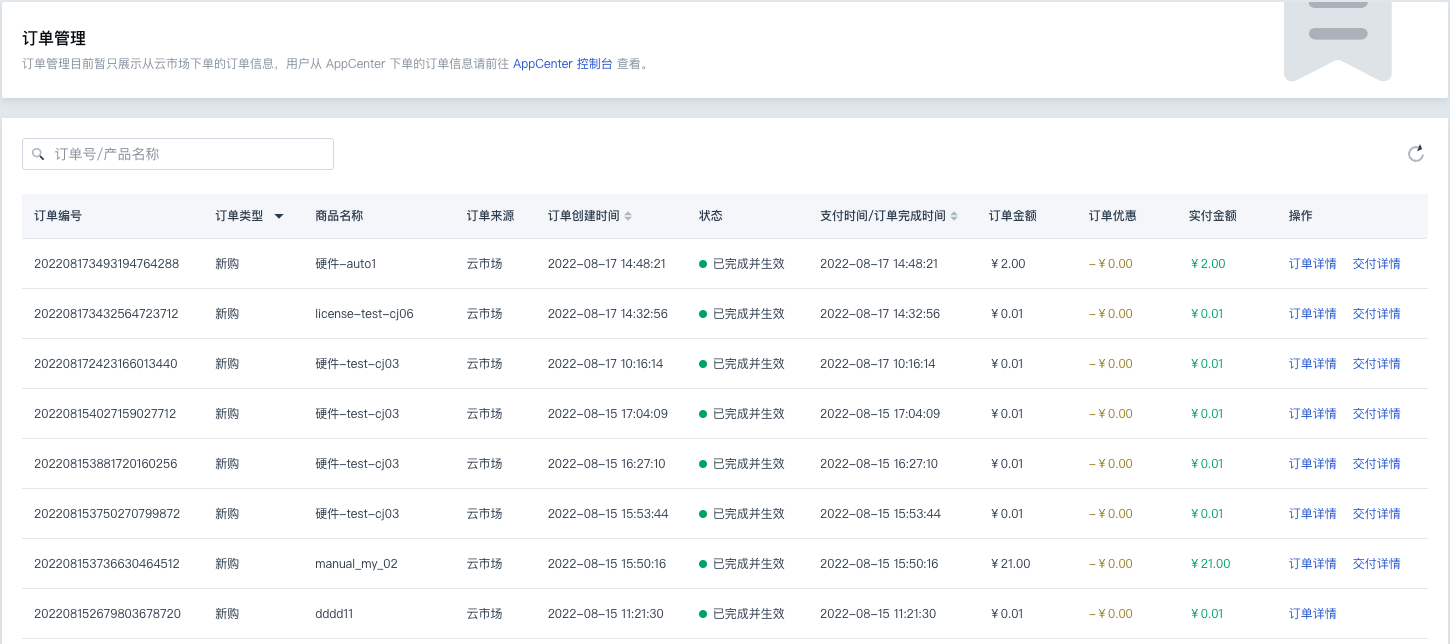 订单管理
订单管理目前暂只展示从云市场下单的订单信息，用户从 AppCenter 下单的订单信息请前往 AppCenter 控制台 查看。
订单号/产品名称
订单编号 订单类型 商品名称 订单来源 订单创建时间 状态 支付时间/订单完成时间 订单金额 订单优惠 实付金额 操作
202208173493194764288 新购 硬件-auto1 云市场 2022-08-17 14:48:21 已完成并生效 2022-08-17 14:48:21 ¥2.00 -¥0.00 ¥2.00 订单详情 交付详情
202208173432564723712 新购 license-test-cj06 云市场 2022-08-17 14:32:56 已完成并生效 2022-08-17 14:32:56 ¥0.01 -¥0.00 ¥0.01 订单详情 交付详情
202208172423166013440 新购 硬件-test-cj03 云市场 2022-08-17 10:16:14 已完成并生效 2022-08-17 10:16:14 ¥0.01 -¥0.00 ¥0.01 订单详情 交付详情
202208154027159027712 新购 硬件-test-cj03 云市场 2022-08-15 17:04:09 已完成并生效 2022-08-15 17:04:09 ¥0.01 -¥0.00 ¥0.01 订单详情 交付详情
202208153881720160256 新购 硬件-test-cj03 云市场 2022-08-15 16:27:10 已完成并生效 2022-08-15 16:27:10 ¥0.01 -¥0.00 ¥0.01 订单详情 交付详情
202208153750270799872 新购 硬件-test-cj03 云市场 2022-08-15 15:53:44 已完成并生效 2022-08-15 15:53:44 ¥0.01 -¥0.00 ¥0.01 订单详情 交付详情
202208153736630464512 新购 manual_my_02 云市场 2022-08-15 15:50:16 已完成并生效 2022-08-15 15:50:16 ¥21.00 -¥0.00 ¥21.00 订单详情 交付详情
202208152679803678720 新购 dddd11 云市场 2022-08-15 11:21:30 已完成并生效 2022-08-15 11:21:30 ¥0.01 -¥0.00 ¥0.01 订单详情